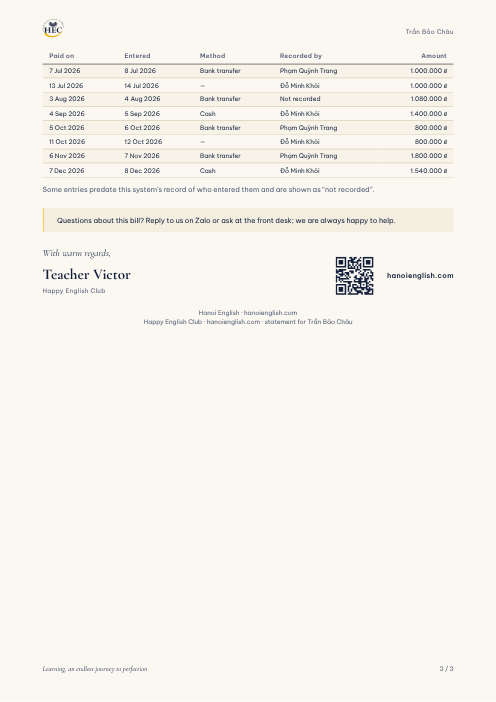 HEC
Trần Bảo Châu
Paid on Entered Method Recorded by Amount
7 Jul 2026 8 Jul 2026 Bank transfer Phạm Quỳnh Trang 1.000.000 ₫
13 Jul 2026 14 Jul 2026 – Đỗ Minh Khôi 1.000.000 ₫
3 Aug 2026 4 Aug 2026 Bank transfer Not recorded 1.080.000 ₫
4 Sep 2026 5 Sep 2026 Cash Đỗ Minh Khôi 1.400.000 ₫
5 Oct 2026 6 Oct 2026 Bank transfer Phạm Quỳnh Trang 800.000 ₫
11 Oct 2026 12 Oct 2026 – Đỗ Minh Khôi 800.000 ₫
6 Nov 2026 7 Nov 2026 Bank transfer Phạm Quỳnh Trang 1.800.000 ₫
7 Dec 2026 8 Dec 2026 Cash Đỗ Minh Khôi 1.540.000 ₫
Some entries predate this system's record of who entered them and are shown as "not recorded".
Questions about this bill? Reply to us on Zalo or ask at the front desk; we are always happy to help.
With warm regards,
Teacher Victor
Happy English Club
hanoienglish.com
Hanoi English · hanoienglish.com
Happy English Club · hanoienglish.com · statement for Trần Bảo Châu
Learning, an endless journey to perfection
3 / 3